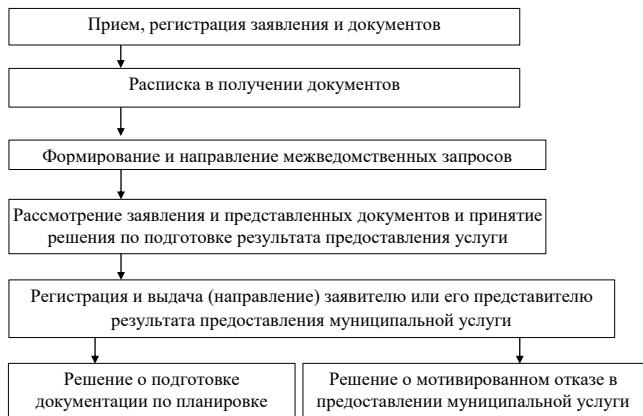 Прием, регистрация заявления и документов
Расписка в получении документов
Формирование и направление межведомственных запросов
Рассмотрение заявления и представленных документов и принятие
решения по подготовке результата предоставления услуги
Регистрация и выдача (направление) заявителю или его представителю
результата предоставления муниципальной услуги
Решение о подготовке
документации по планировке
Решение о мотивированном отказе в
предоставлении муниципальной услуги